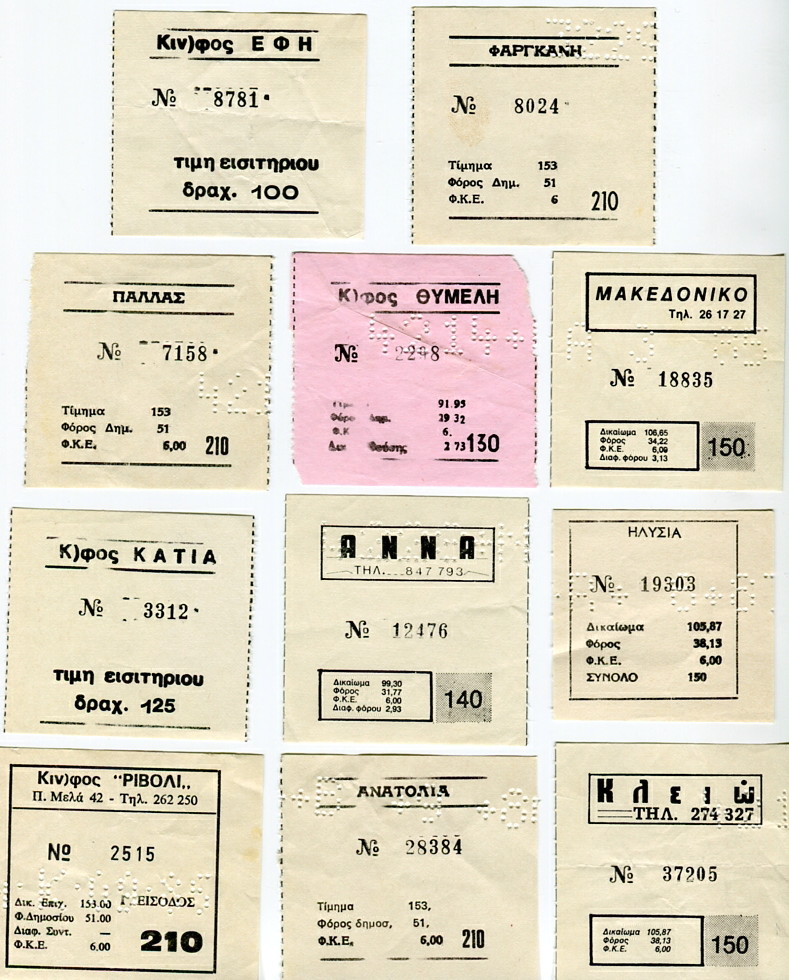 Κιν)φος ΕΦΗ
№ 8781
τιμη εισιτηριου
δραχ. 100
ΦΑΡΓΚΑΝΗ
№ 8024
Τίμημα 153
Φόρος Δημ. 51
Φ.Κ.Ε. 6 210
ΠΑΛΛΑΣ
№ 7158
Τίμημα 153
Φόρος Δημ. 51
Φ.Κ.Ε. 6,00 210
Κ)φος ΘΥΜΕΛΗ
№ 2298
91.95
Δημ. 29 32
Φ.Κ 6.
2 73 130
ΜΑΚΕΔΟΝΙΚΟ
Τηλ. 26 17 27
№ 18835
Δικαίωμα 106,65
Φόρος 34,22
Φ.Κ.Ε. 6,00
Διαφ. φόρου 3,13
150
Κ)φος ΚΑΤΙΑ
№ 3312
τιμη εισιτηριου
δραχ. 125
ΑΝΝΑ
ΤΗΛ. 847 793
№ 12476
Δικαίωμα 99,30
Φόρος 31,77
Φ.Κ.Ε. 6,00
Διαφ. φόρου 2,93
140
ΗΛΥΣΙΑ
№ 19303
Δικαίωμα 105,87
Φόρος 38,13
Φ.Κ.Ε. 6,00
ΣΥΝΟΛΟ 150
Κιν)φος "ΡΙΒΟΛΙ,,
Π. Μελά 42 - Τηλ. 262 250
Νο 2515
Δικ. Επιχ. 153.00 Γ. ΕΙΣΟΔΟΣ
Φ.Δημοσίου 51.00
Διαφ. Συντ. —
Φ.Κ.Ε. 6,00 210
ΑΝΑΤΟΛΙΑ
№ 28384
Τίμημα 153,
Φόρος δημοσ, 51,
Φ.Κ.Ε. 6,00 210
Κλειώ
ΤΗΛ. 274 327
№ 37205
Δικαίωμα 105,87
Φόρος 38,13
Φ.Κ.Ε. 6,00
150